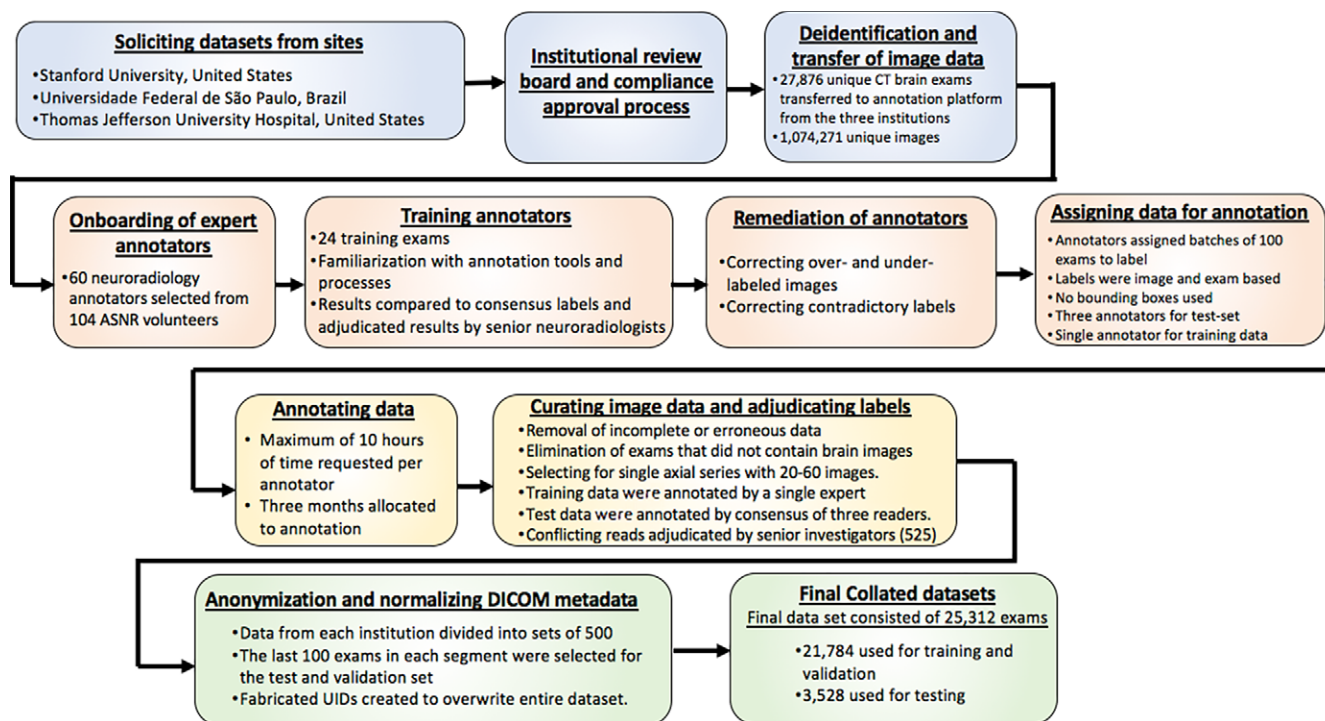 Soliciting datasets from sites
•Stanford University, United States
•Universidade Federal de São Paulo, Brazil
•Thomas Jefferson University Hospital, United States
Institutional review
board and compliance
approval process
Deidentification and
transfer of image data
•27,876 unique CT brain exams
transferred to annotation platform
from the three institutions
•1,074,271 unique images
Onboarding of expert
annotators
• 60 neuroradiology
annotators selected from
104 ASNR volunteers
Training annotators
•24 training exams
•Familiarization with annotation tools and
processes
•Results compared to consensus labels and
adjudicated results by senior neuroradiologists
Remediation of annotators
•Correcting over- and under-
labeled images
•Correcting contradictory labels
Assigning data for annotation
• Annotators assigned batches of 100
exams to label
• Labels were image and exam based
• No bounding boxes used
• Three annotators for test-set
• Single annotator for training data
Annotating data
• Maximum of 10 hours
of time requested per
annotator
• Three months allocated
to annotation
Curating image data and adjudicating labels
•Removal of incomplete or erroneous data
•Elimination of exams that did not contain brain images
•Selecting for single axial series with 20-60 images.
•Training data were annotated by a single expert
•Test data were annotated by consensus of three readers.
•Conflicting reads adjudicated by senior investigators (525)
Anonymization and normalizing DICOM metadata
•Data from each institution divided into sets of 500
•The last 100 exams in each segment were selected for
the test and validation set
•Fabricated UIDs created to overwrite entire dataset.
Final Collated datasets
Final data set consisted of 25,312 exams
•21,784 used for training and
validation
•3,528 used for testing